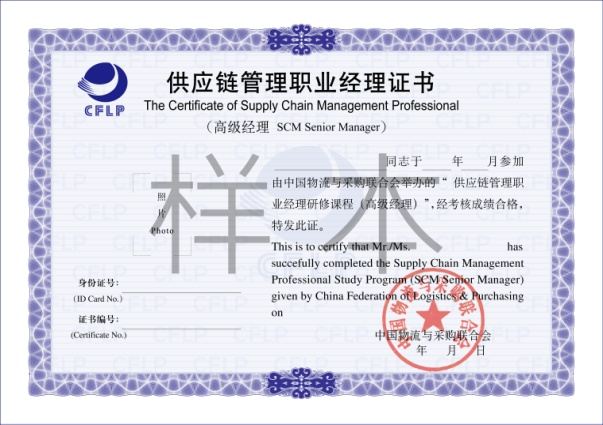 CFLP
供应链管理职业经理证书
The Certificate of Supply Chain Management Professional
（高级经理 SCM Senior Manager）
同志于 年 月参加
由中国物流与采购联合会举办的“ 供应链管理职
业经理研修课程（高级经理）”,经考核成绩合格,
特发此证。
样本
照
片
Photo
This is to certify that Mr./Ms. has
succefully completed the Supply Chain Management
Professional Study Program (SCM Senior Manager)
given by China Federation of Logistics & Purchasing
on
身份证号：
(ID Card No.)
证书编号：
(Certificate No.)
中国物流与采购联合会
中国物流与采购联合会
年 月 日